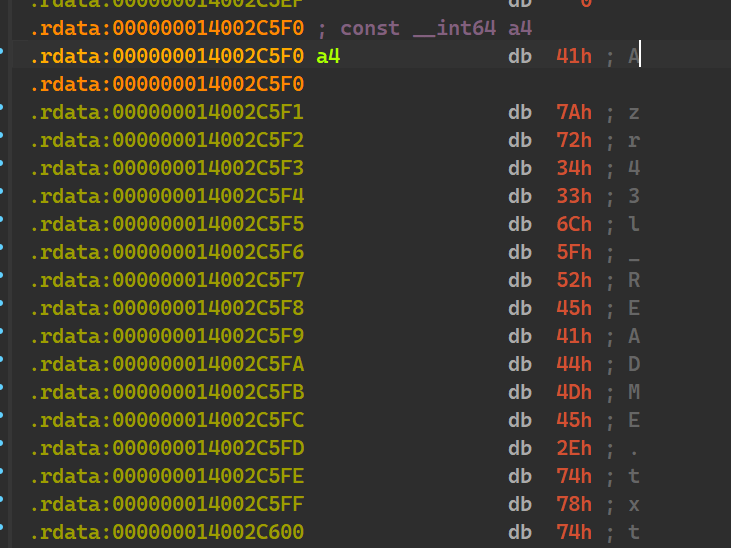 .rdata:000000014002C5EF db 0
.rdata:000000014002C5F0 ; const __int64 a4
.rdata:000000014002C5F0 a4 db 41h ; A
.rdata:000000014002C5F0
.rdata:000000014002C5F1 db 7Ah ; z
.rdata:000000014002C5F2 db 72h ; r
.rdata:000000014002C5F3 db 34h ; 4
.rdata:000000014002C5F4 db 33h ; 3
.rdata:000000014002C5F5 db 6Ch ; l
.rdata:000000014002C5F6 db 5Fh ; _
.rdata:000000014002C5F7 db 52h ; R
.rdata:000000014002C5F8 db 45h ; E
.rdata:000000014002C5F9 db 41h ; A
.rdata:000000014002C5FA db 44h ; D
.rdata:000000014002C5FB db 4Dh ; M
.rdata:000000014002C5FC db 45h ; E
.rdata:000000014002C5FD db 2Eh ; .
.rdata:000000014002C5FE db 74h ; t
.rdata:000000014002C5FF db 78h ; x
.rdata:000000014002C600 db 74h ; t